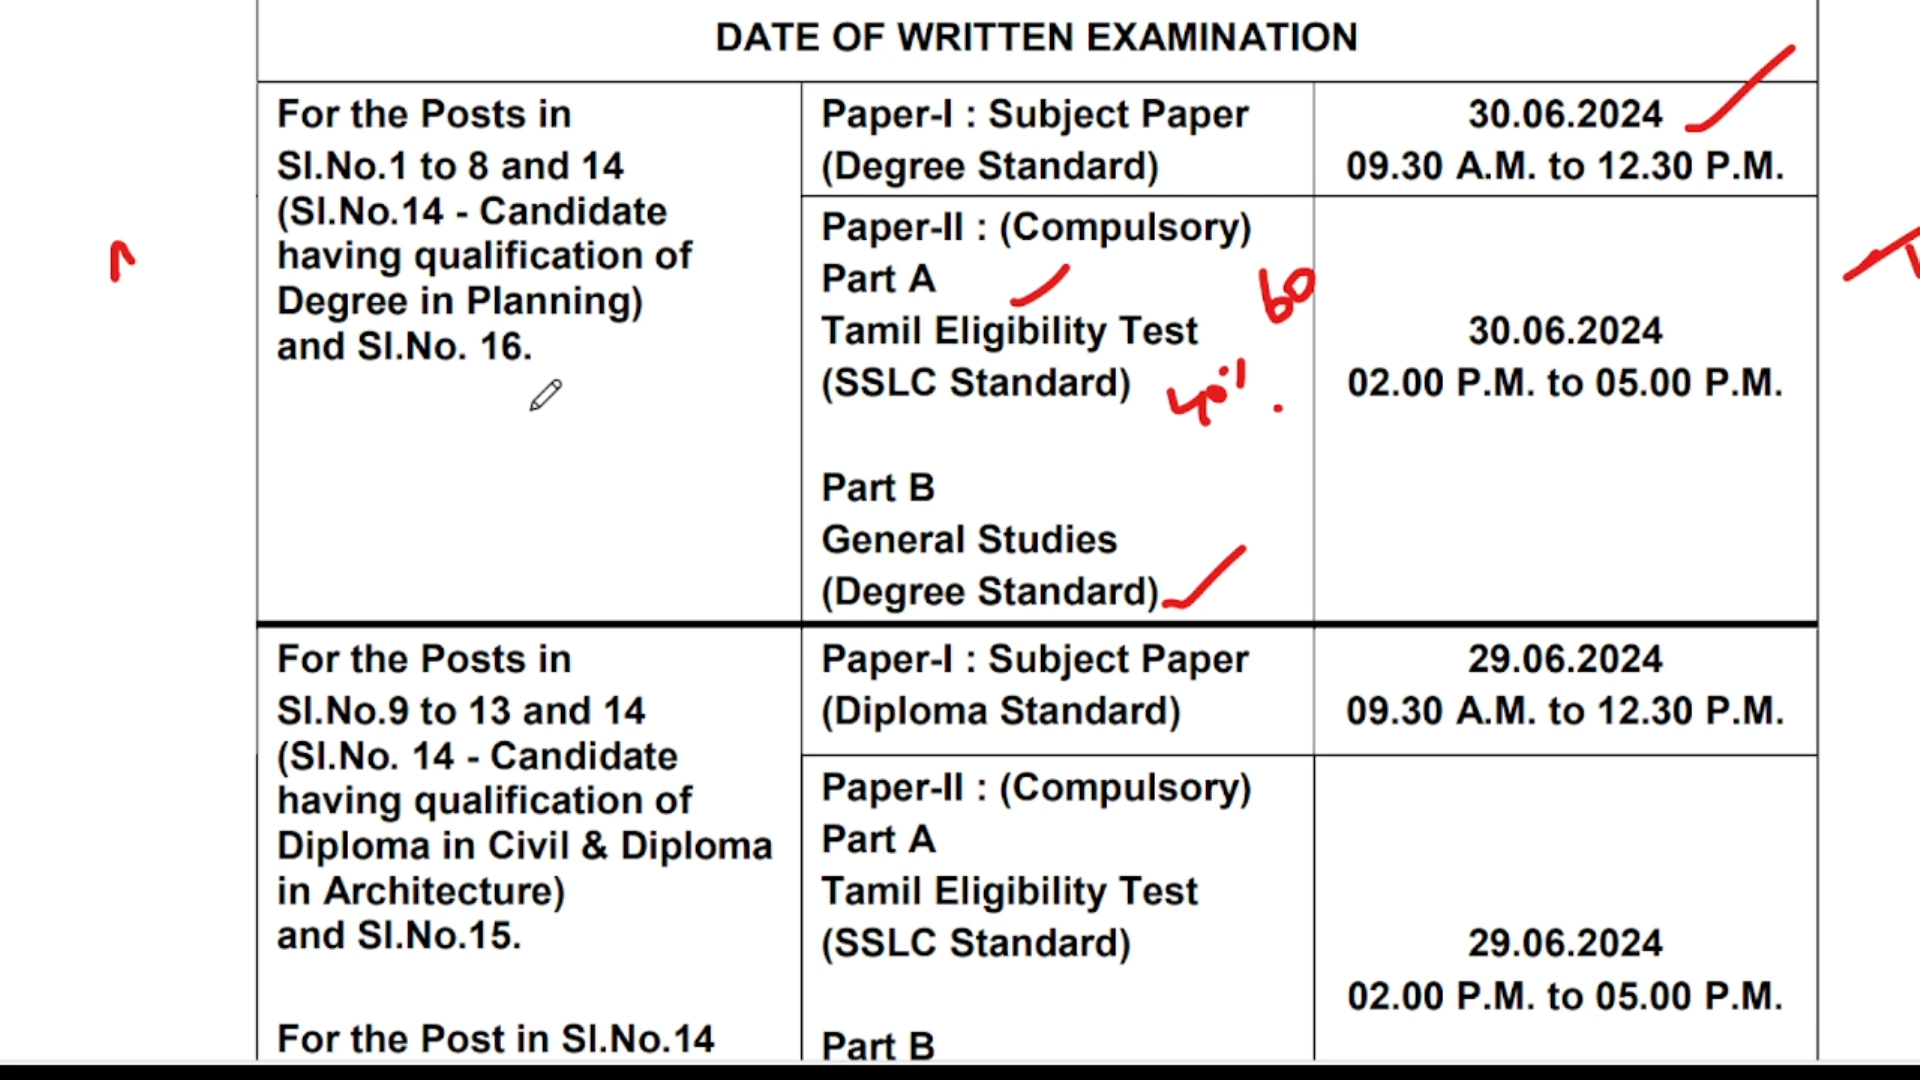 DATE OF WRITTEN EXAMINATION
For the Posts in
Sl.No.1 to 8 and 14
(Sl.No.14 - Candidate
having qualification of
Degree in Planning)
and Sl.No. 16.
Paper-I : Subject Paper
(Degree Standard)
30.06.2024
09.30 A.M. to 12.30 P.M.
Paper-II : (Compulsory)
Part A
Tamil Eligibility Test
(SSLC Standard)
60
Part B
General Studies
(Degree Standard)
30.06.2024
02.00 P.M. to 05.00 P.M.
For the Posts in
Sl.No.9 to 13 and 14
(Sl.No. 14 - Candidate
having qualification of
Diploma in Civil & Diploma
in Architecture)
and Sl.No.15.
For the Post in Sl.No.14
Paper-I : Subject Paper
(Diploma Standard)
29.06.2024
09.30 A.M. to 12.30 P.M.
Paper-II : (Compulsory)
Part A
Tamil Eligibility Test
(SSLC Standard)
Part B
29.06.2024
02.00 P.M. to 05.00 P.M.